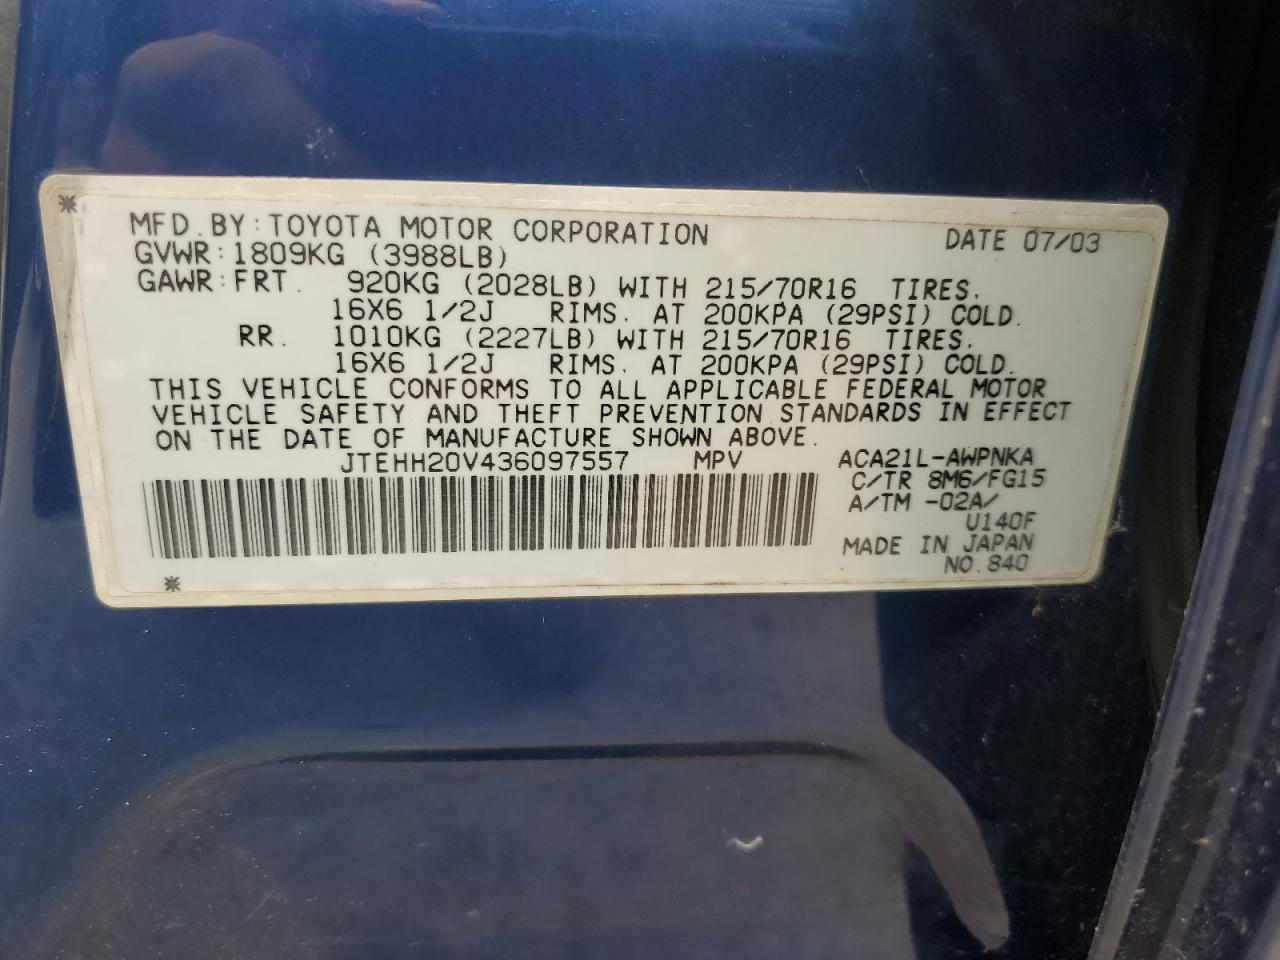 MFD.BY:TOYOTA MOTOR CORPORATION DATE 07/03
GVWR:1809KG (3988LB)
GAWR:FRT. 920KG (2028LB) WITH 215/70R16 TIRES.
16X6 1/2J RIMS. AT 200KPA (29PSI) COLD.
RR. 1010KG (2227LB) WITH 215/70R16 TIRES.
16X6 1/2J RIMS. AT 200KPA (29PSI) COLD.
THIS VEHICLE CONFORMS TO ALL APPLICABLE FEDERAL MOTOR
VEHICLE SAFETY AND THEFT PREVENTION STANDARDS IN EFFECT
ON THE DATE OF MANUFACTURE SHOWN ABOVE.
JTEHH20V436097557 MPV ACA21L-AWPNKA
C/TR 8M6/FG15
A/TM -02A/
U140F
MADE IN JAPAN
NO.840